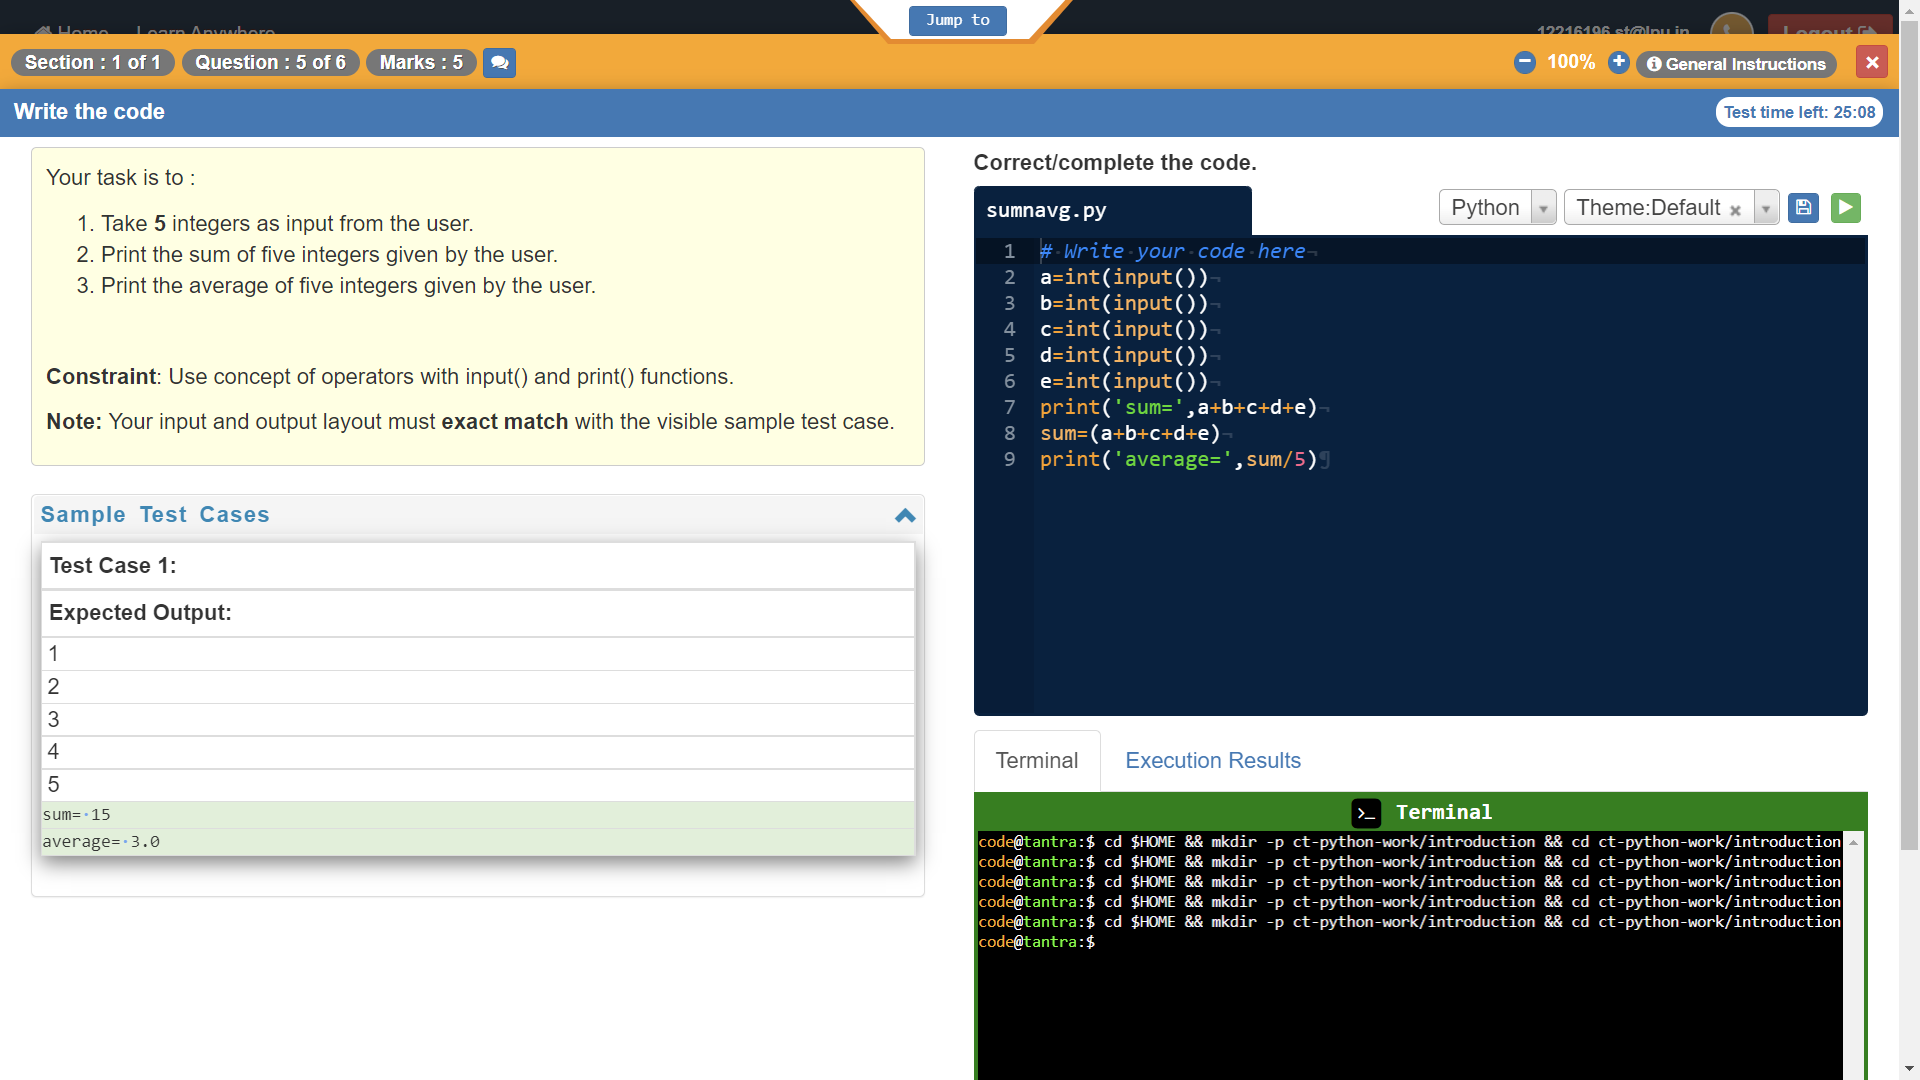 Jump to
Home Learn Anywhere
12216196.st@lpu.in Logout
Section : 1 of 1 Question : 5 of 6 Marks : 5
100% General Instructions
Write the code
Test time left: 25:08
Your task is to :
1. Take 5 integers as input from the user.
2. Print the sum of five integers given by the user.
3. Print the average of five integers given by the user.
Constraint: Use concept of operators with input() and print() functions.
Note: Your input and output layout must exact match with the visible sample test case.
Sample Test Cases
Test Case 1:
Expected Output:
1
2
3
4
5
sum=·15
average=·3.0
Correct/complete the code.
sumnavg.py
Python Theme:Default ×
1 #·Write·your·code·here¬
2 a=int(input())¬
3 b=int(input())¬
4 c=int(input())¬
5 d=int(input())¬
6 e=int(input())¬
7 print('sum=',a+b+c+d+e)¬
8 sum=(a+b+c+d+e)¬
9 print('average=',sum/5)¶
Terminal Execution Results
>_ Terminal
code@tantra:$ cd $HOME && mkdir -p ct-python-work/introduction && cd ct-python-work/introduction
code@tantra:$ cd $HOME && mkdir -p ct-python-work/introduction && cd ct-python-work/introduction
code@tantra:$ cd $HOME && mkdir -p ct-python-work/introduction && cd ct-python-work/introduction
code@tantra:$ cd $HOME && mkdir -p ct-python-work/introduction && cd ct-python-work/introduction
code@tantra:$ cd $HOME && mkdir -p ct-python-work/introduction && cd ct-python-work/introduction
code@tantra:$